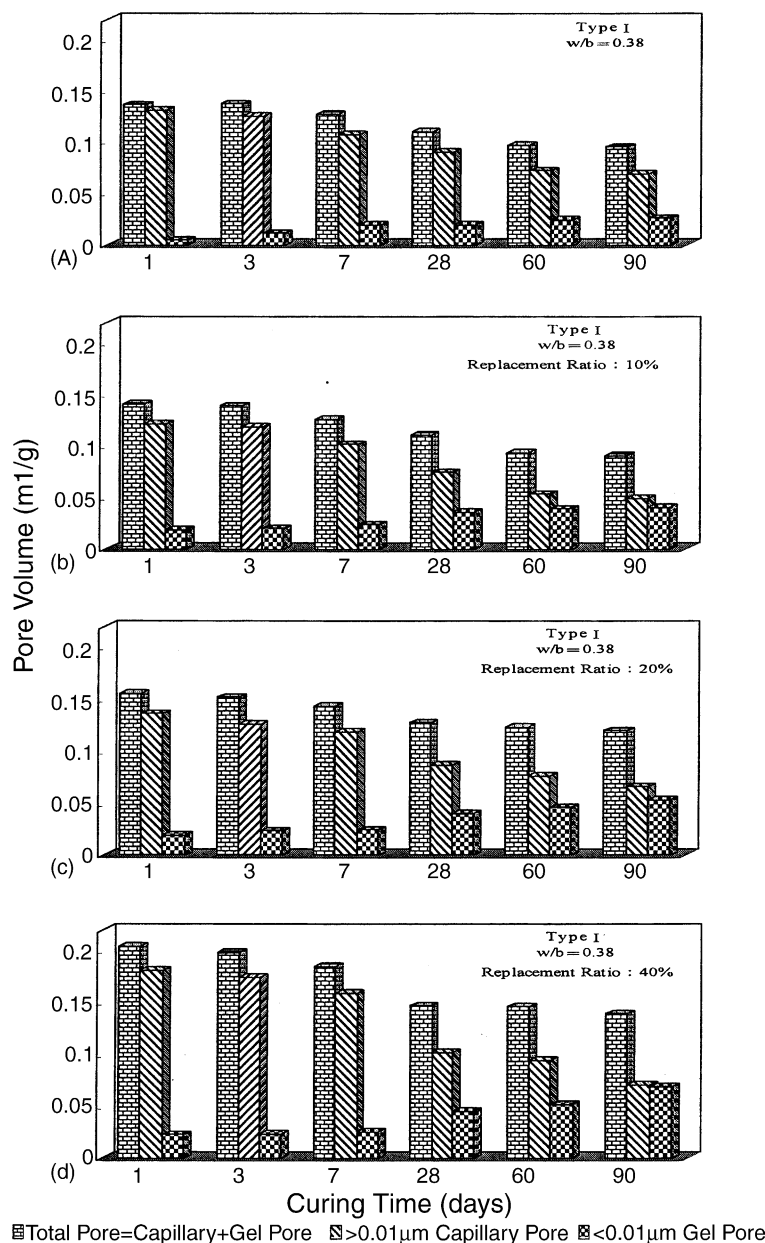 Type I
w/b=0.38
0.2
0.15
0.1
0.05
0
(A)
1 3 7 28 60 90
Type I
w/b=0.38
Replacement Ratio : 10%
0.2
0.15
0.1
0.05
0
(b)
1 3 7 28 60 90
Pore Volume (m1/g)
Type I
w/b=0.38
Replacement Ratio : 20%
0.2
0.15
0.1
0.05
0
(c)
1 3 7 28 60 90
Type I
w/b=0.38
Replacement Ratio : 40%
0.2
0.15
0.1
0.05
0
(d)
1 3 7 28 60 90
Curing Time (days)
Total Pore=Capillary+Gel Pore >0.01μm Capillary Pore <0.01μm Gel Pore